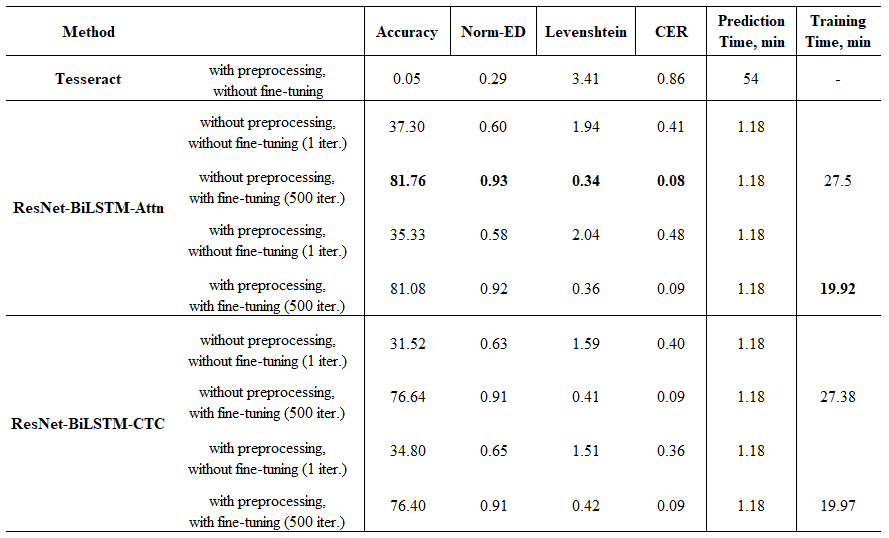 Method Accuracy Norm-ED Levenshtein CER Prediction Time, min Training Time, min
Tesseract with preprocessing, without fine-tuning 0.05 0.29 3.41 0.86 54 -
ResNet-BiLSTM-Attn
without preprocessing, without fine-tuning (1 iter.) 37.30 0.60 1.94 0.41 1.18
without preprocessing, with fine-tuning (500 iter.) 81.76 0.93 0.34 0.08 1.18 27.5
with preprocessing, without fine-tuning (1 iter.) 35.33 0.58 2.04 0.48 1.18
with preprocessing, with fine-tuning (500 iter.) 81.08 0.92 0.36 0.09 1.18 19.92
ResNet-BiLSTM-CTC
without preprocessing, without fine-tuning (1 iter.) 31.52 0.63 1.59 0.40 1.18
without preprocessing, with fine-tuning (500 iter.) 76.64 0.91 0.41 0.09 1.18 27.38
with preprocessing, without fine-tuning (1 iter.) 34.80 0.65 1.51 0.36 1.18
with preprocessing, with fine-tuning (500 iter.) 76.40 0.91 0.42 0.09 1.18 19.97